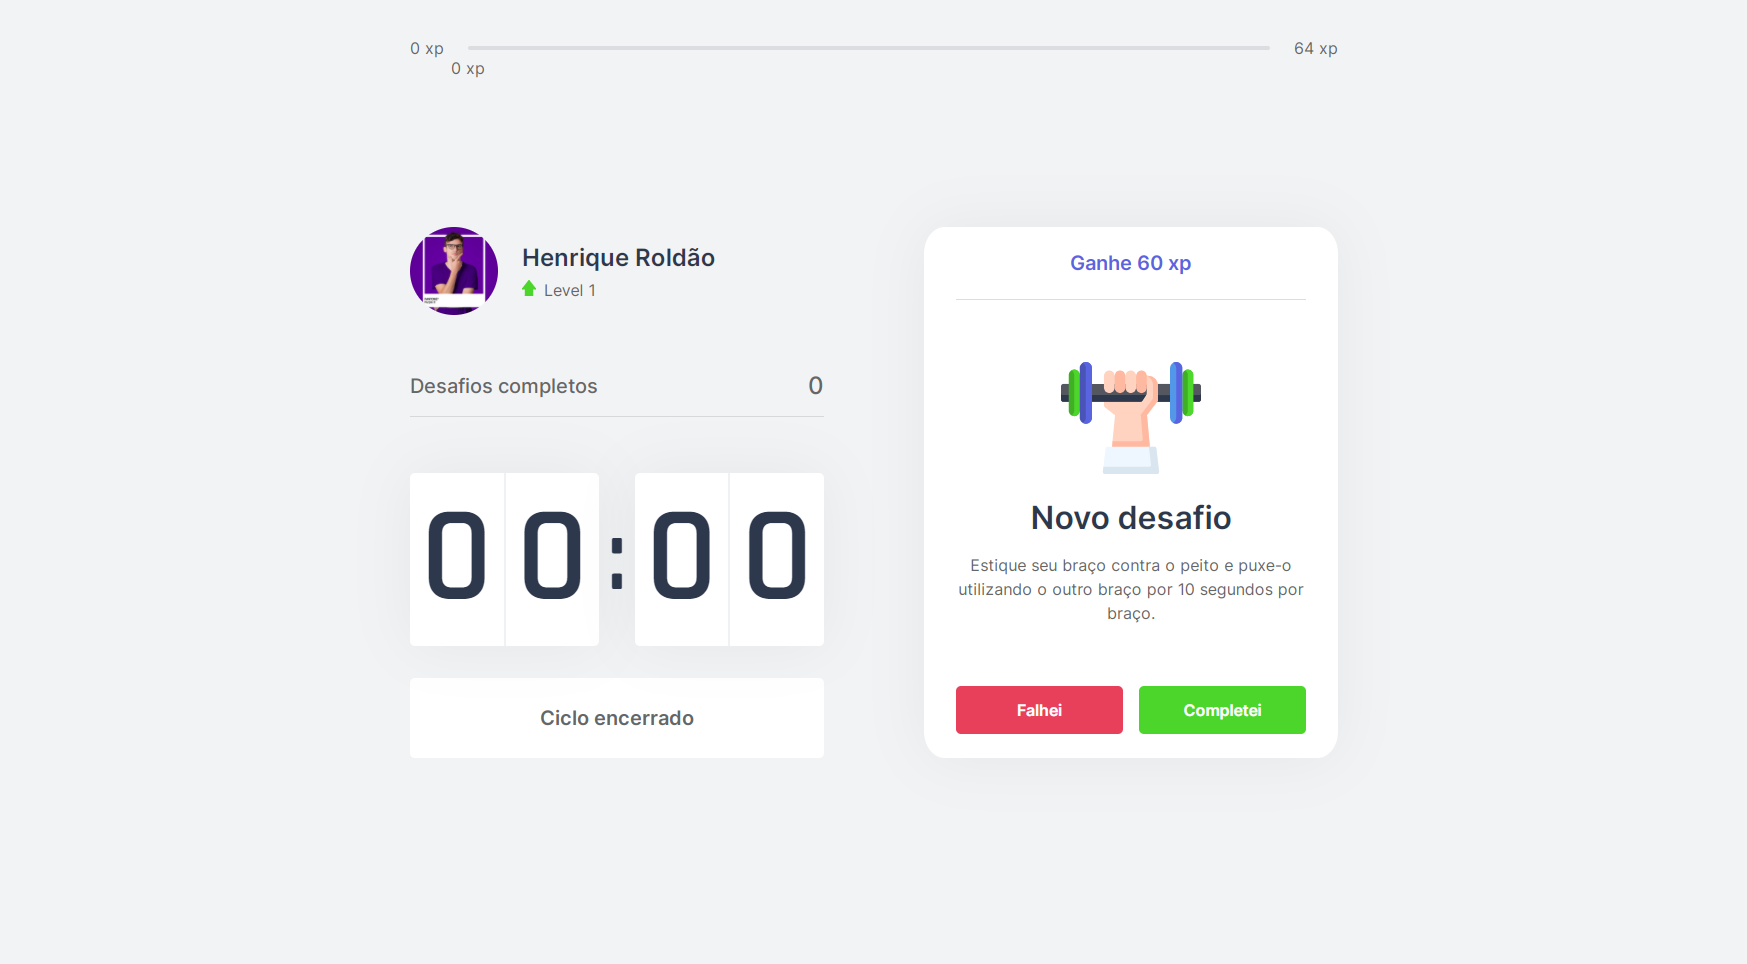 0 xp
64 xp
0 xp
Henrique Roldão
Level 1
Desafios completos
0
00:00
Ciclo encerrado
Ganhe 60 xp
Novo desafio
Estique seu braço contra o peito e puxe-o
utilizando o outro braço por 10 segundos por
braço.
Falhei
Completei